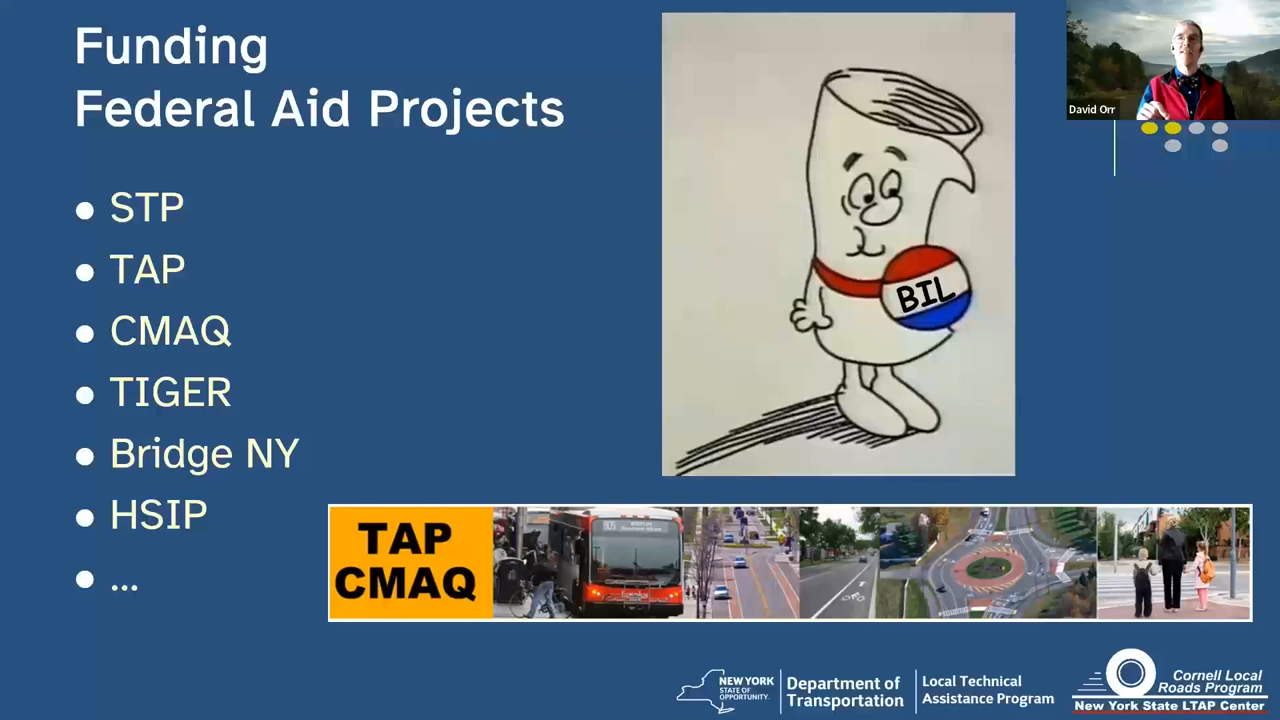 Funding
Federal Aid Projects
• STP
• TAP
• CMAQ
• TIGER
• Bridge NY
• HSIP
• ...
BIL
David Orr
TAP
CMAQ
NEW YORK
STATE OF
OPPORTUNITY.
Department of
Transportation
Local Technical
Assistance Program
Cornell Local
Roads Program
New York State LTAP Center